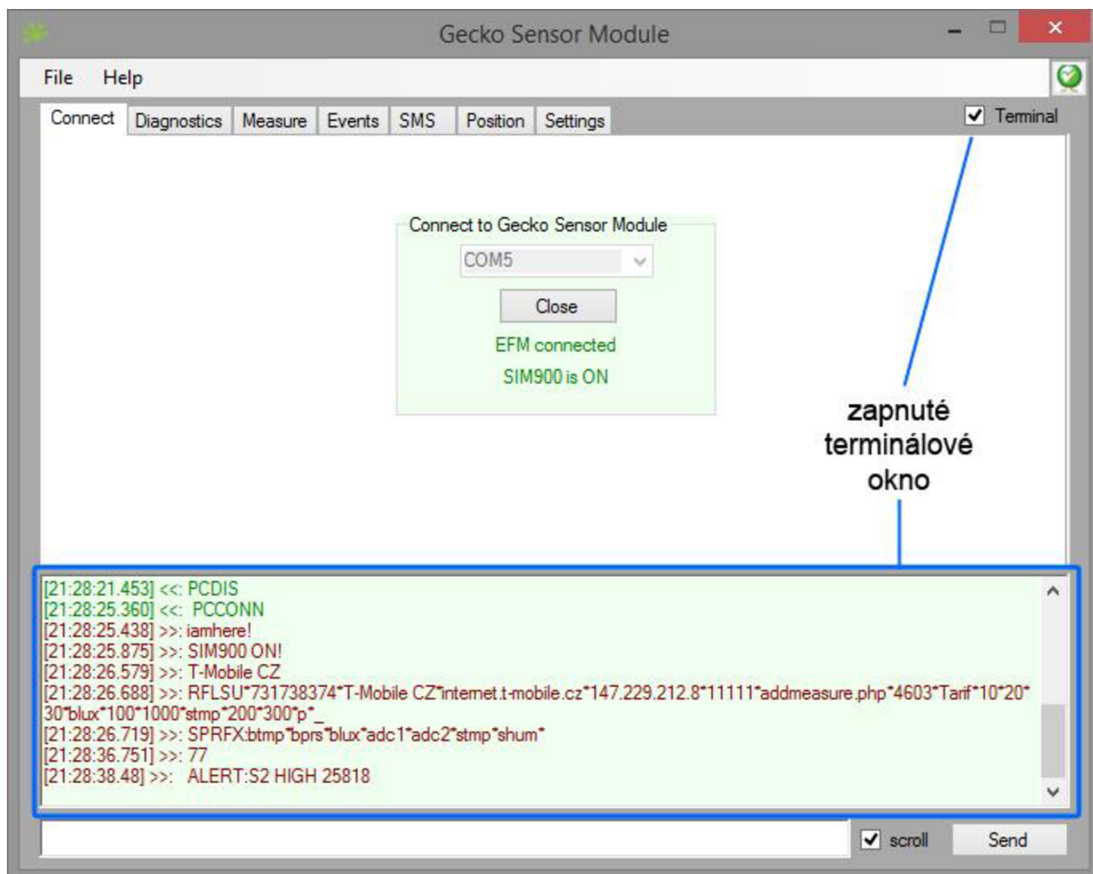 Gecko Sensor Module
File Help
Connect Diagnostics Measure Events SMS Position Settings Terminal
Connect to Gecko Sensor Module
COM5
Close
EFM connected
SIM900 is ON
zapnuté
terminálové
okno
[21:28:21.453] <<: PCDIS
[21:28:25.360] <<: PCCONN
[21:28:25.438] >>: iamhere!
[21:28:25.875] >>: SIM900 ON!
[21:28:26.579] >>: T-Mobile CZ
[21:28:26.688] >>: RFLSU*731738374*T-Mobile CZ*internet.t-mobile.cz*147.229.212.8*11111*addmeasure.php*4603*Tarif*10*20*
30*blux*100*1000*stmp*200*300*p*_
[21:28:26.719] >>: SPRFX:btmp*bprs*blux*adc1*adc2*stmp*shum*
[21:28:36.751] >>: 77
[21:28:38.48] >>: ALERT:S2 HIGH 25818
scroll Send